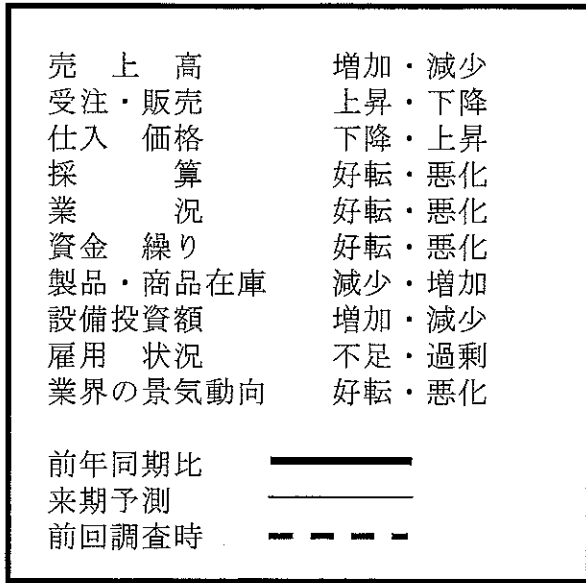 売 上 高 増加・減少
受注・販売 上昇・下降
仕入 価格 下降・上昇
採 算 好転・悪化
業 況 好転・悪化
資金 繰り 好転・悪化
製品・商品在庫 減少・増加
設備投資額 増加・減少
雇用 状況 不足・過剰
業界の景気動向 好転・悪化
前年同期比
来期予測
前回調査時